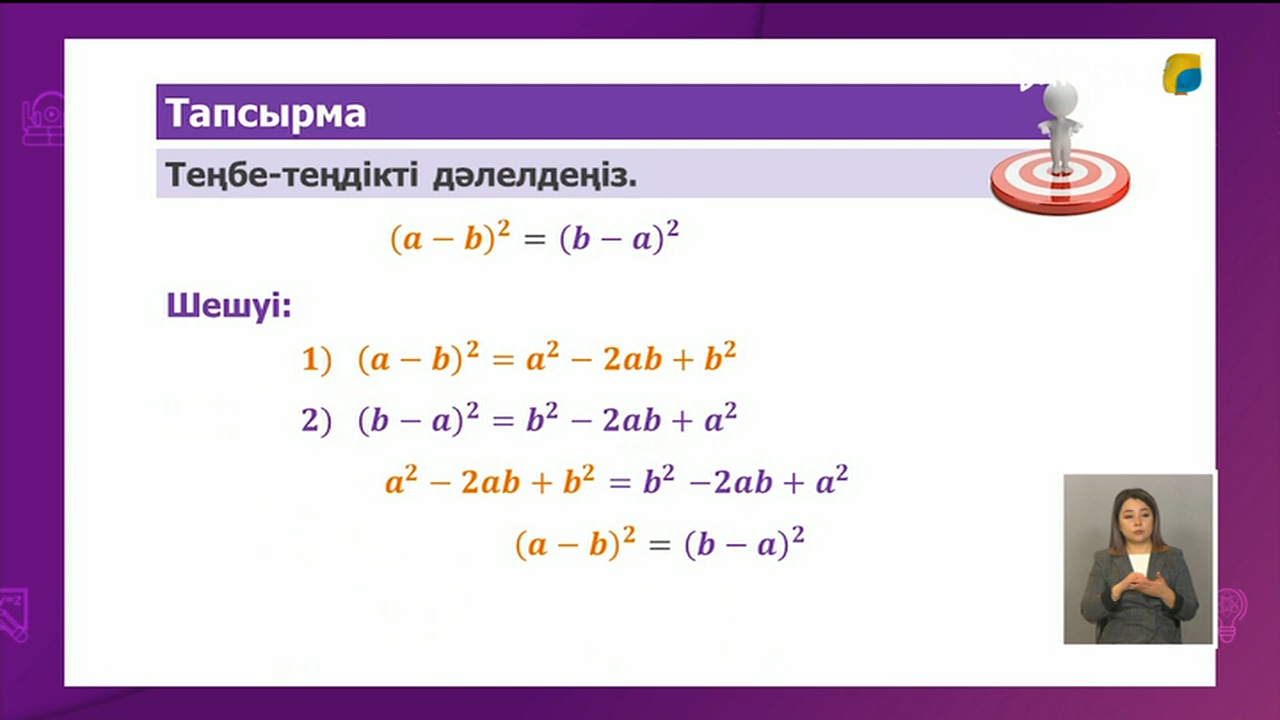 Тапсырма
Теңбе-теңдікті дәлелдеңіз.
(a − b)² = (b − a)²
Шешуі:
1) (a − b)² = a² − 2ab + b²
2) (b − a)² = b² − 2ab + a²
a² − 2ab + b² = b² −2ab + a²
(a − b)² = (b − a)²